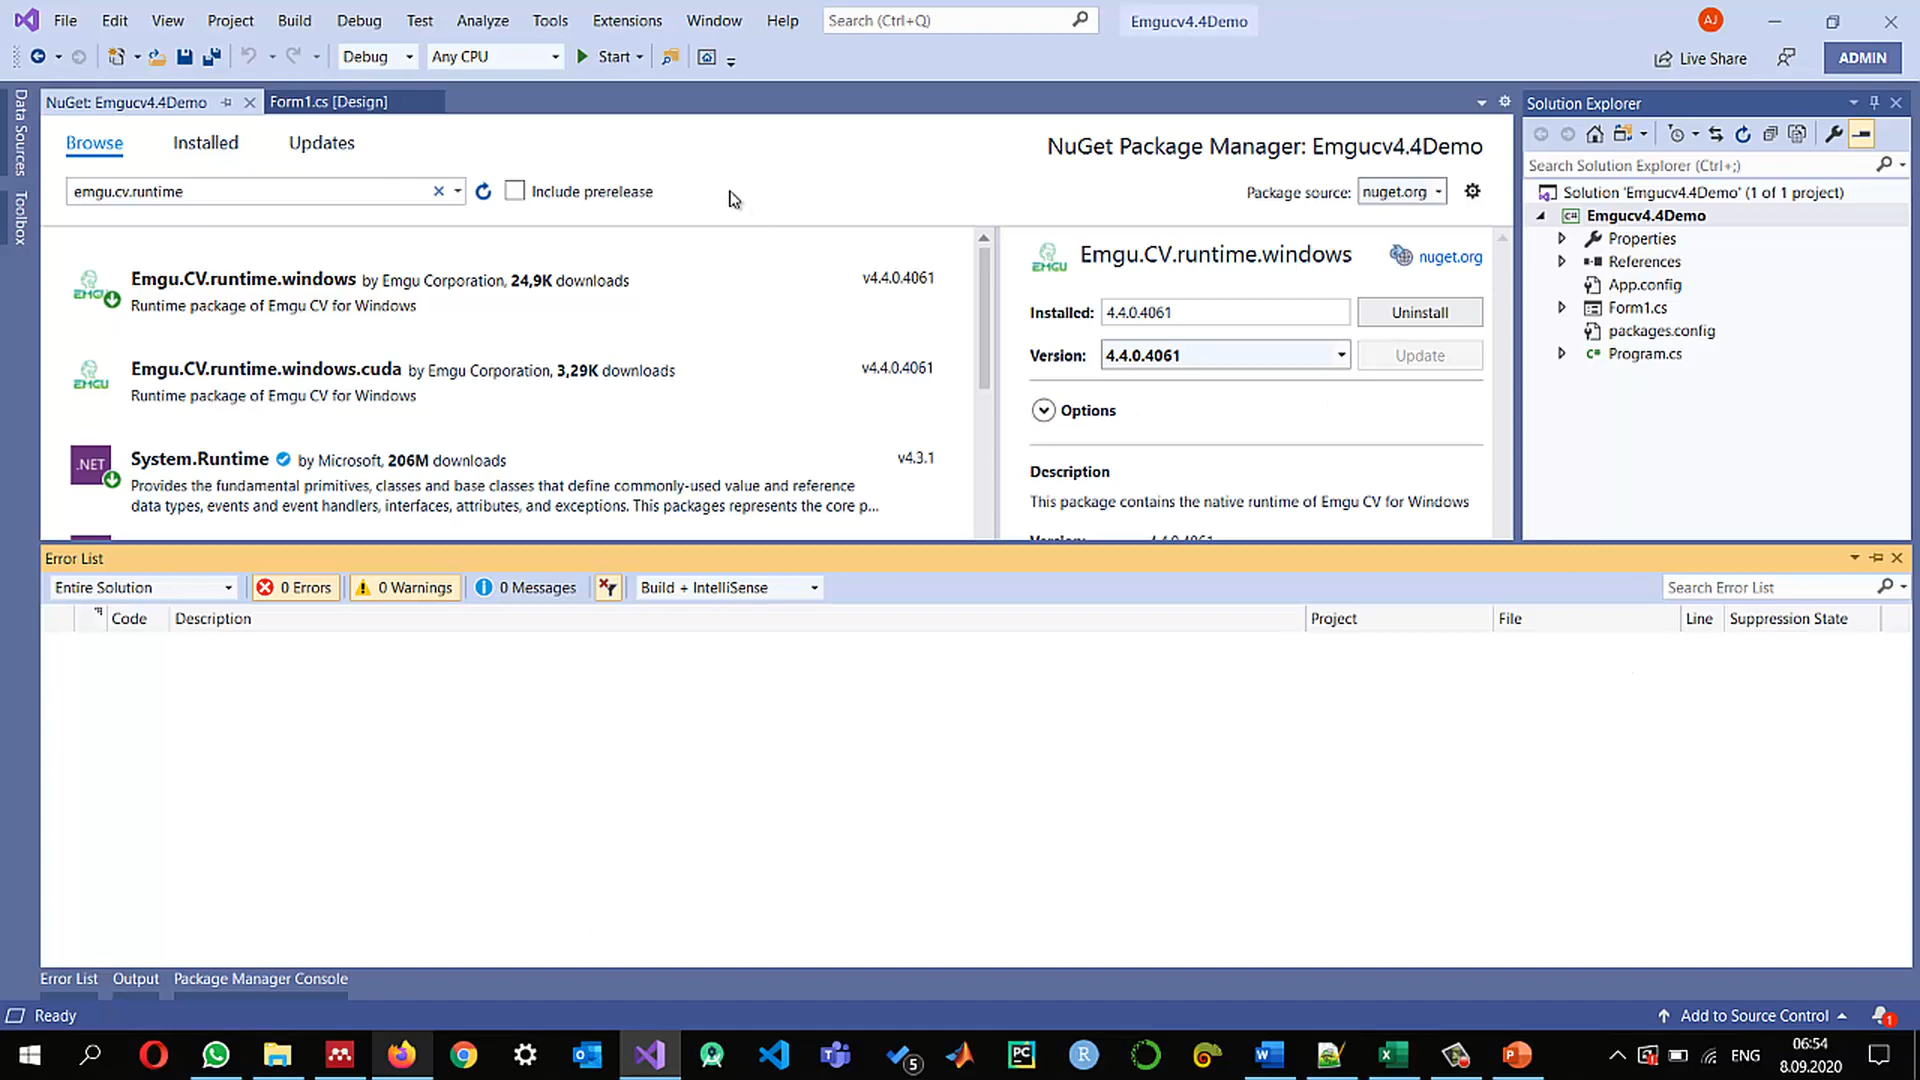 File Edit View Project Build Debug Test Analyze Tools Extensions Window Help Search (Ctrl+Q) Emgucv4.4Demo AJ
Debug Any CPU Start Live Share ADMIN
Data Sources
Toolbox
NuGet: Emgucv4.4Demo Form1.cs [Design]
Browse Installed Updates
NuGet Package Manager: Emgucv4.4Demo
emgu.cv.runtime Include prerelease
Package source: nuget.org
Emgu.CV.runtime.windows by Emgu Corporation, 24,9K downloads v4.4.0.4061
Runtime package of Emgu CV for Windows
Emgu.CV.runtime.windows.cuda by Emgu Corporation, 3,29K downloads v4.4.0.4061
Runtime package of Emgu CV for Windows
.NET
System.Runtime by Microsoft, 206M downloads v4.3.1
Provides the fundamental primitives, classes and base classes that define commonly-used value and reference
data types, events and event handlers, interfaces, attributes, and exceptions. This packages represents the core p...
EMGU
Emgu.CV.runtime.windows nuget.org
Installed: 4.4.0.4061 Uninstall
Version: 4.4.0.4061 Update
Options
Description
This package contains the native runtime of Emgu CV for Windows
Version: 4.4.0.4061
Solution Explorer
Search Solution Explorer (Ctrl+;)
Solution 'Emgucv4.4Demo' (1 of 1 project)
C# Emgucv4.4Demo
Properties
References
App.config
Form1.cs
packages.config
C# Program.cs
Error List
Entire Solution 0 Errors 0 Warnings 0 Messages Build + IntelliSense Search Error List
Code Description Project File Line Suppression State
Error List Output Package Manager Console
Ready Add to Source Control 1
5 PC R ENG 06:54
8.09.2020